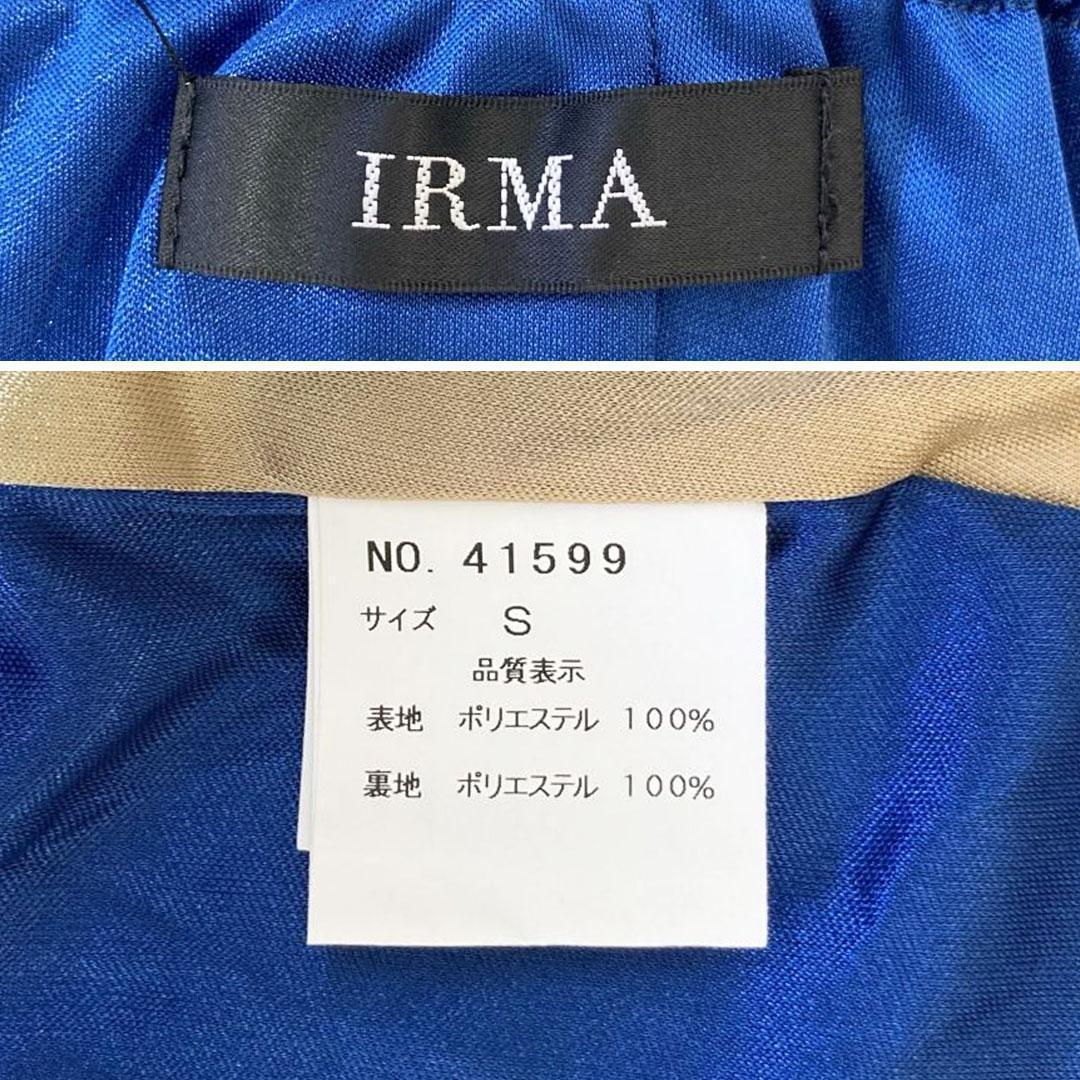 IRMA
NO. 41599
サイズ S
品質表示
表地 ポリエステル 100%
裏地 ポリエステル 100%